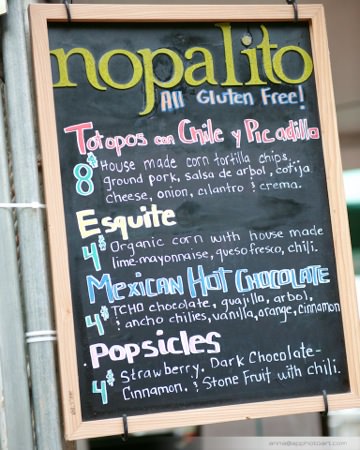 nopalito
All Gluten Free!
Totopos con Chile y Picadillo
8$ House made corn tortilla chips,
ground pork, salsa de arbol, cotija
cheese, onion, cilantro & crema.
Esquite
4$ Organic corn with house made
lime-mayonnaise, queso fresco, chili.
Mexican Hot Chocolate
4$ TCHO chocolate, guajillo, arbol,
& ancho chilies, vanilla, orange, cinnamon
Popsicles
4$ Strawberry, Dark Chocolate-
Cinnamon, & Stone Fruit with chili.
anna@apphotoart.com